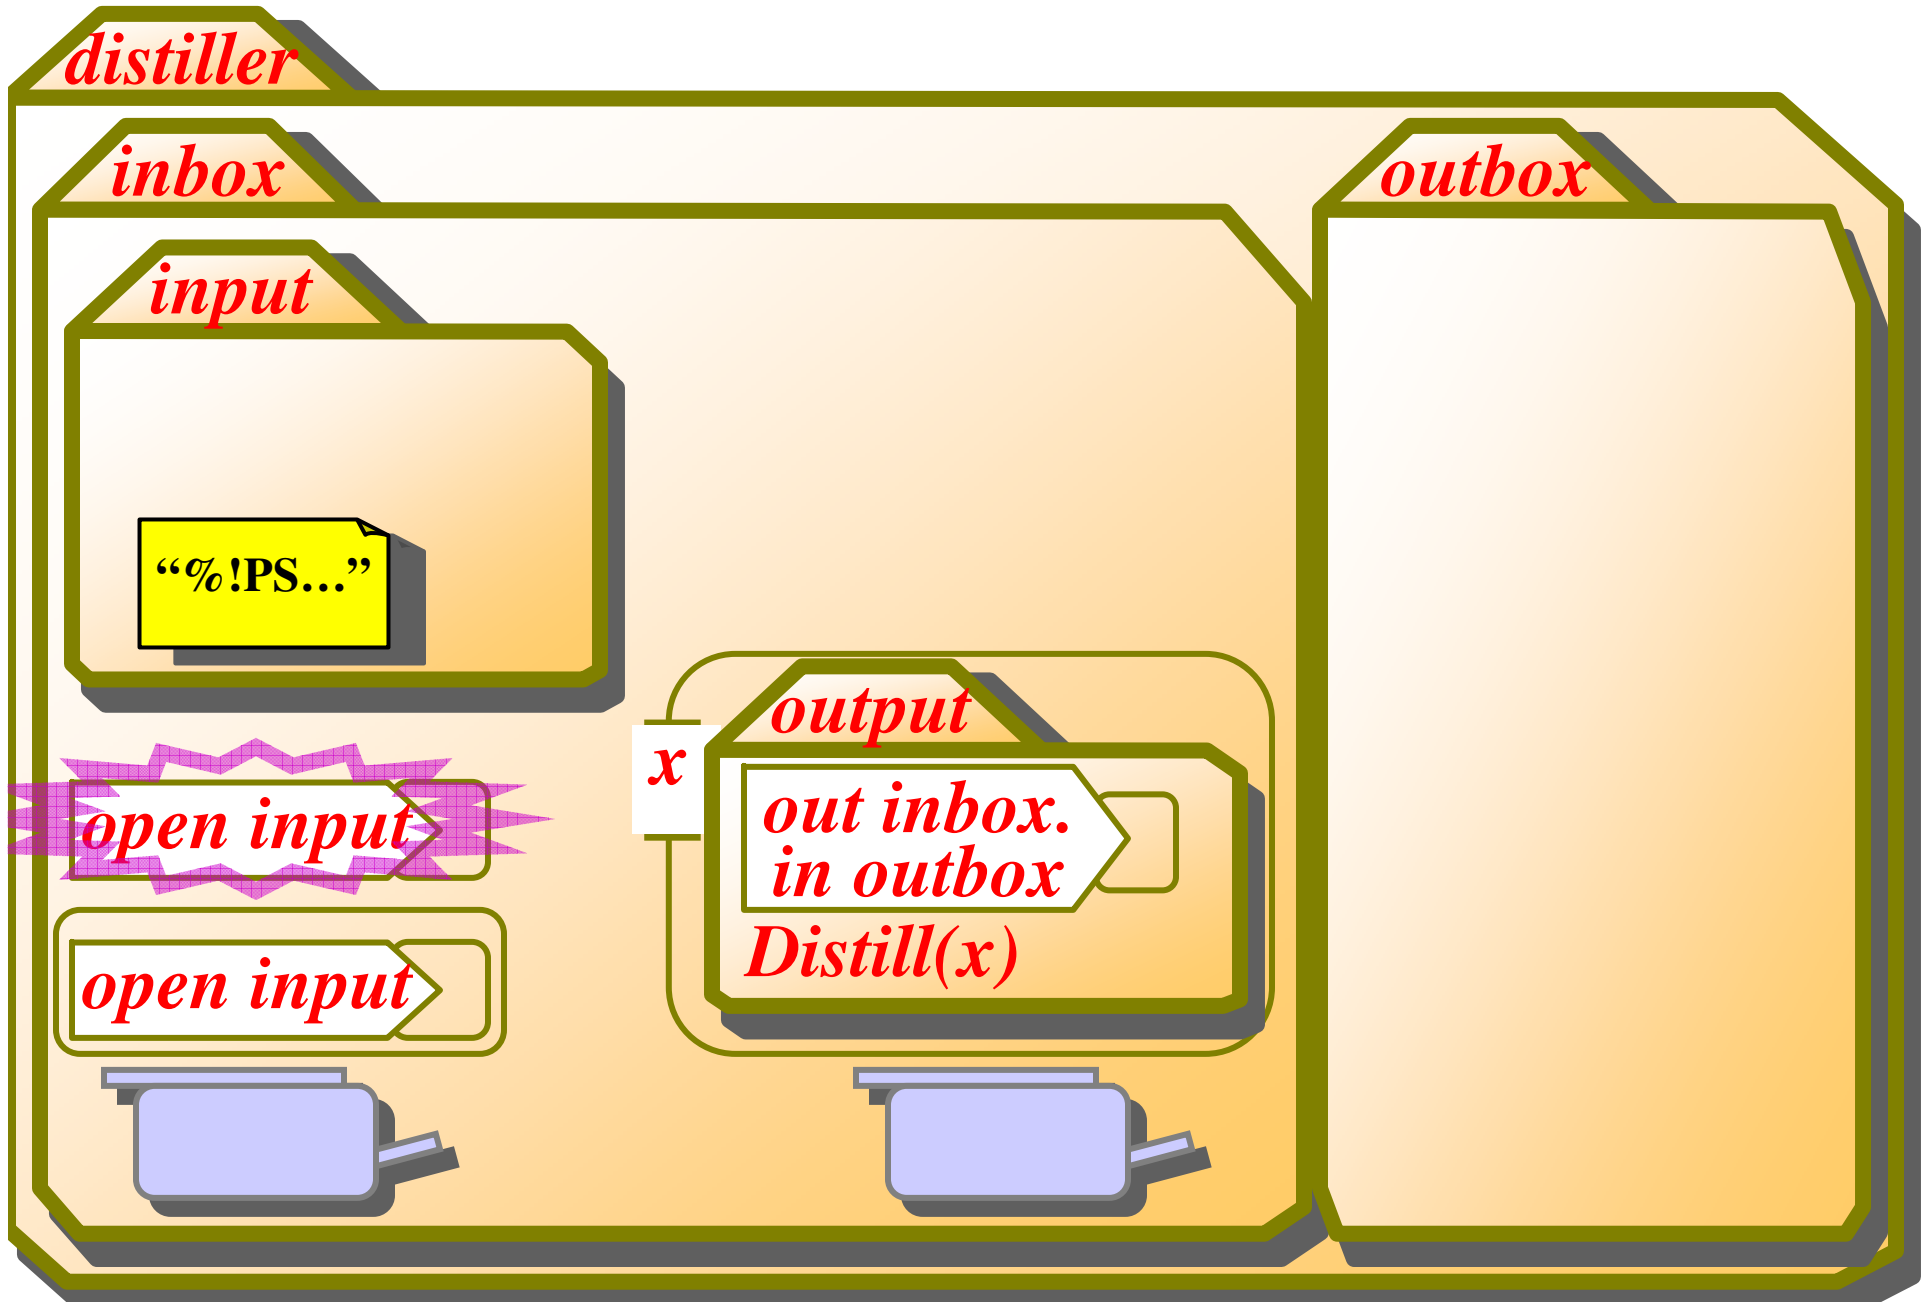 distiller
inbox
outbox
input
“%!PS…”
output
x
open input
out inbox.
in outbox
Distill(x)
open input